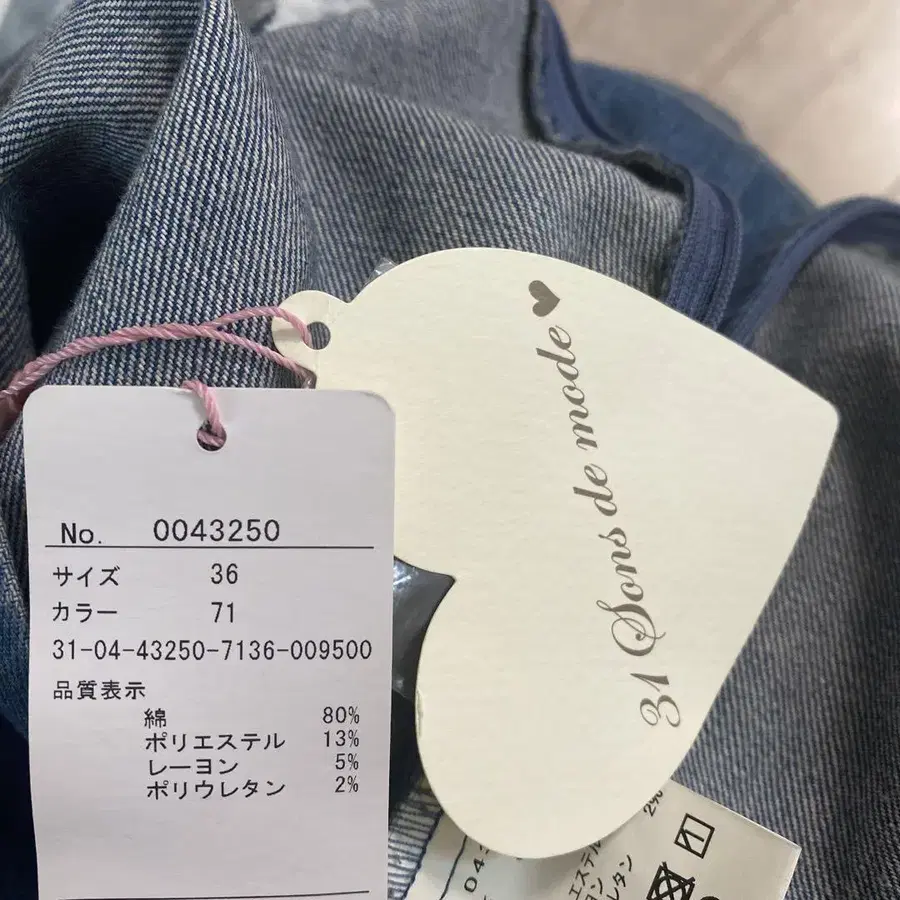 No. 0043250
サイズ 36
カラー 71
31-04-43250-7136-009500
品質表示
綿 80%
ポリエステル 13%
レーヨン 5%
ポリウレタン 2%
31 Sons de mode
2%